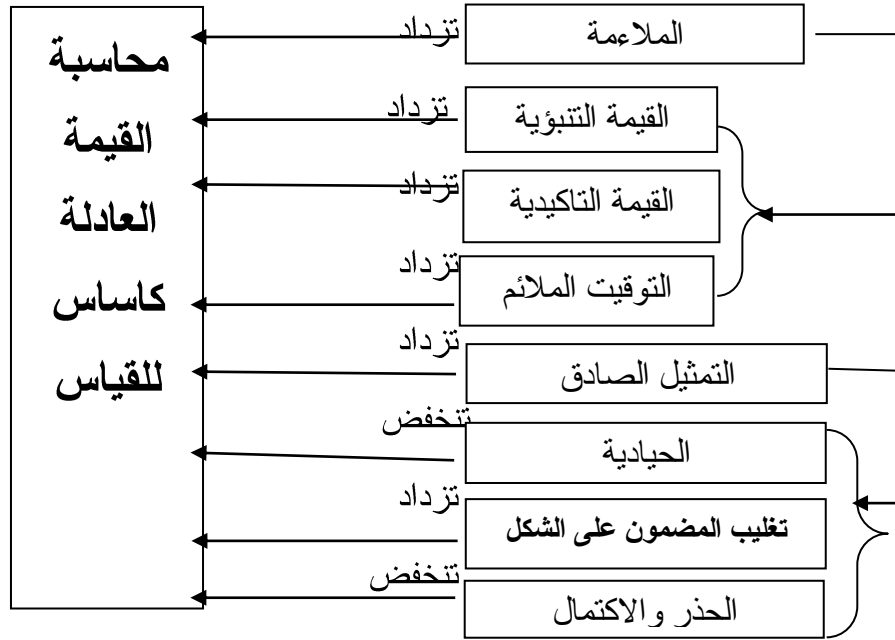 الملاءمة
تزداد
القيمة التنبؤية
تزداد
القيمة التاكيدية
تزداد
التوقيت الملائم
تزداد
التمثيل الصادق
تزداد
الحيادية
تنخفض
تغليب المضمون على الشكل
تزداد
الحذر والاكتمال
تنخفض
محاسبة
القيمة
العادلة
كاساس
للقياس